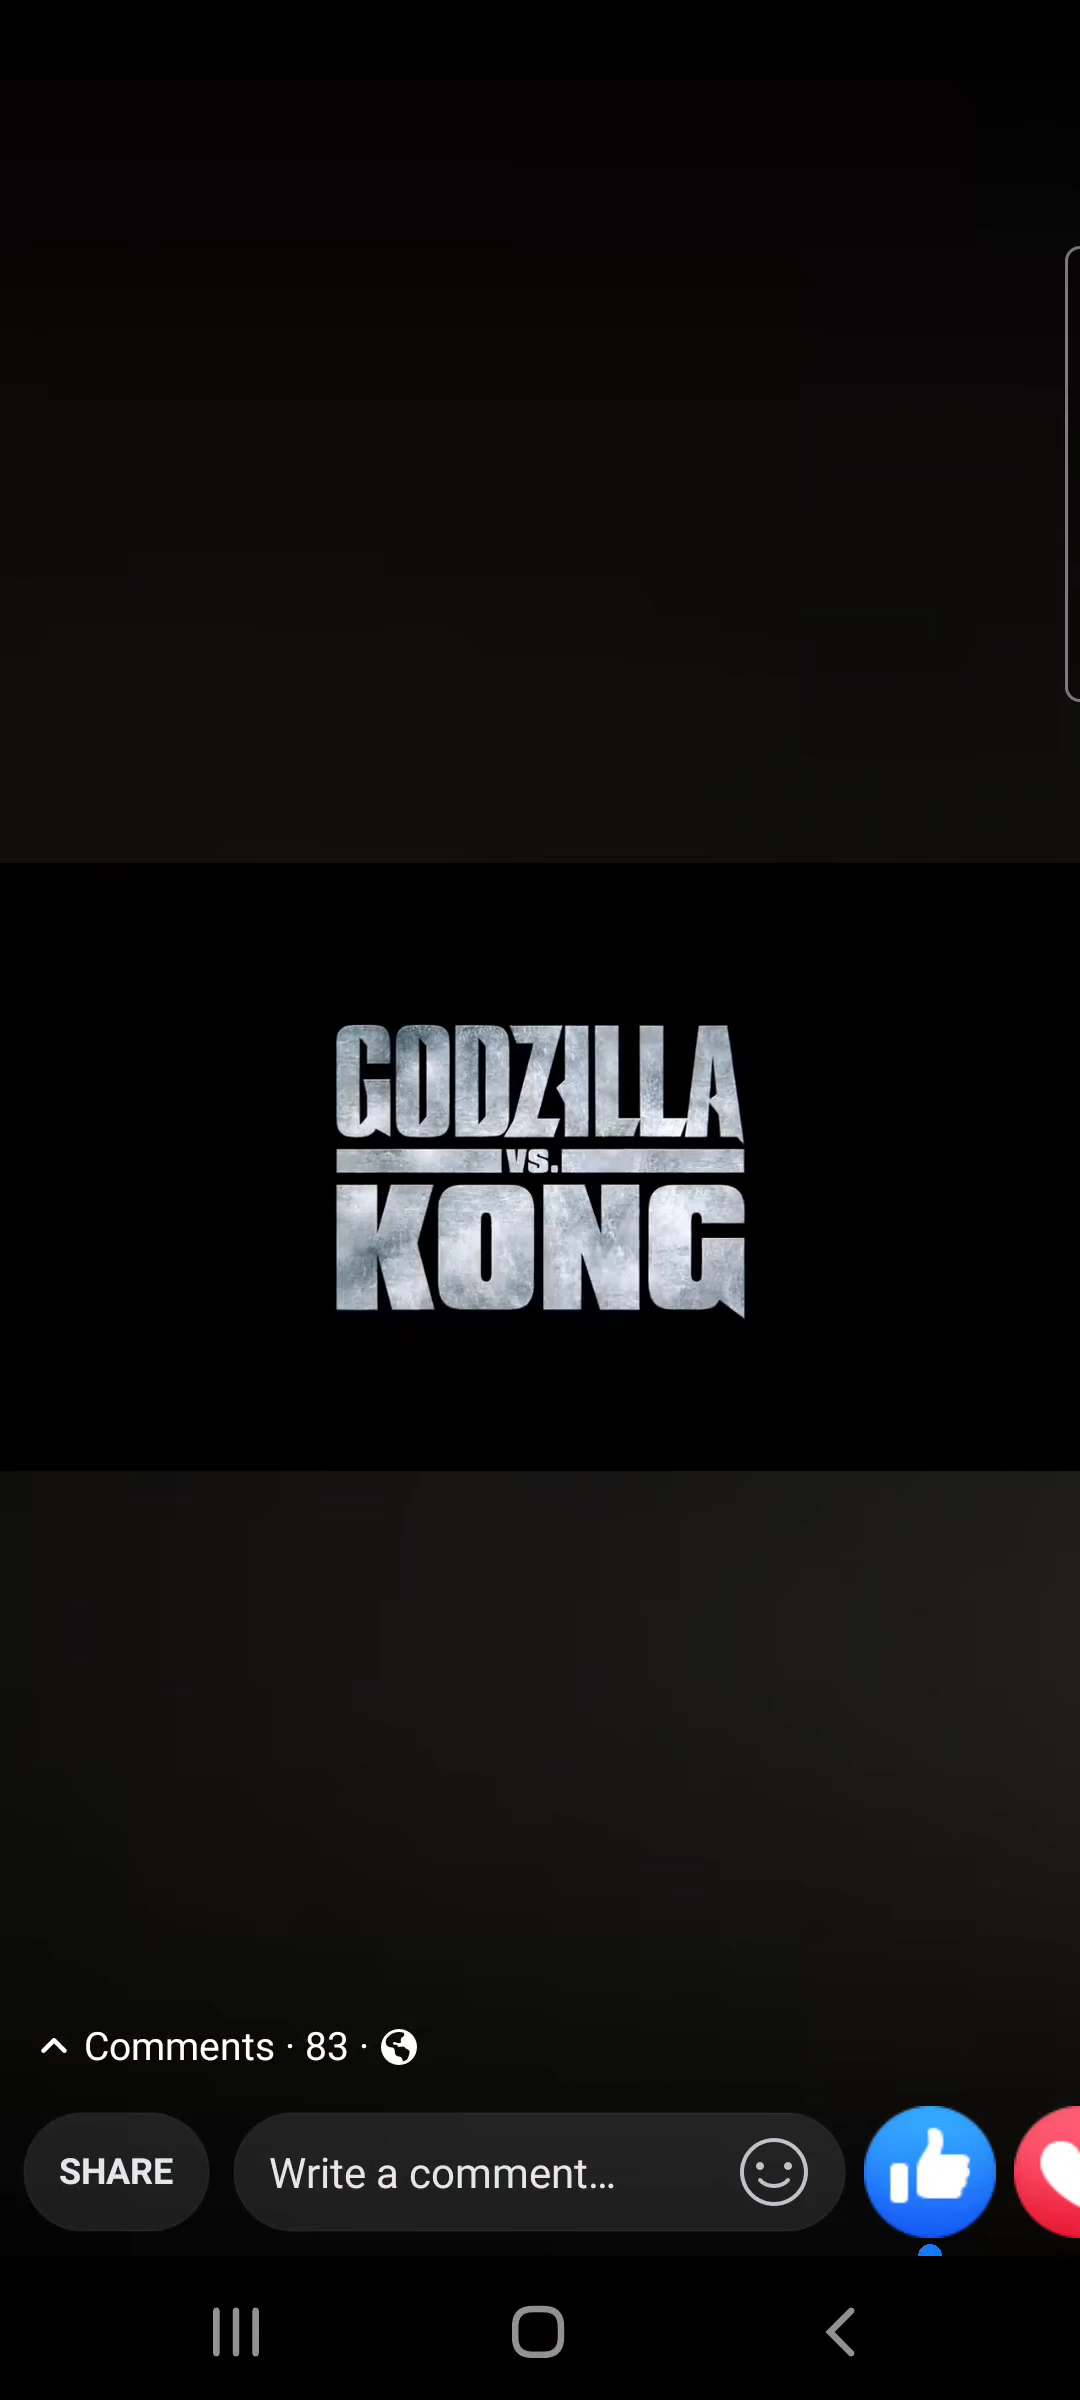 GODZILLA
VS.
KONG
Comments · 83 ·
SHARE
Write a comment...